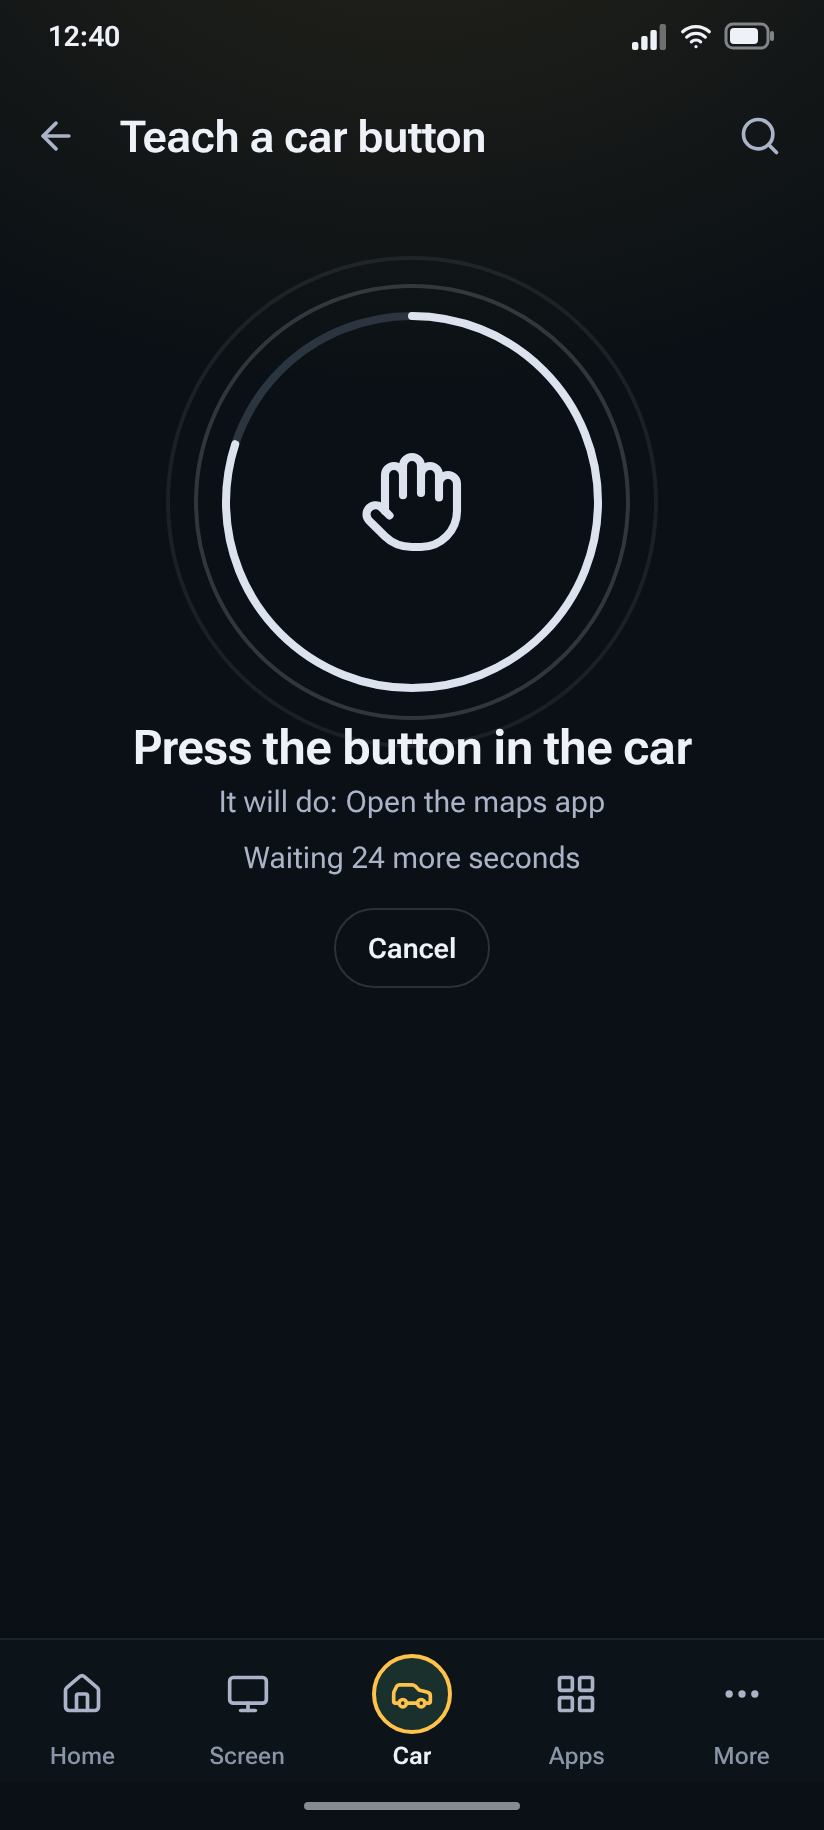 12:40
Teach a car button
Press the button in the car
It will do: Open the maps app
Waiting 24 more seconds
Cancel
Home
Screen
Car
Apps
More